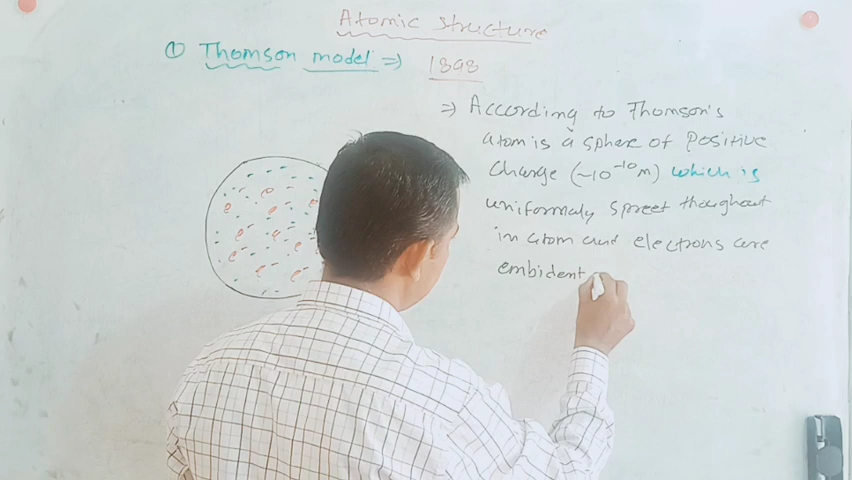 Atomic structure
① Thomson model ⇒ 1898
⇒ According to Thomson's
atom is a sphere of Positive
Charge (~10⁻¹⁰m) which is
uniformaly spreet thoughout
in atom and electrons are
embident
e e
e e
e e e
e e
e e